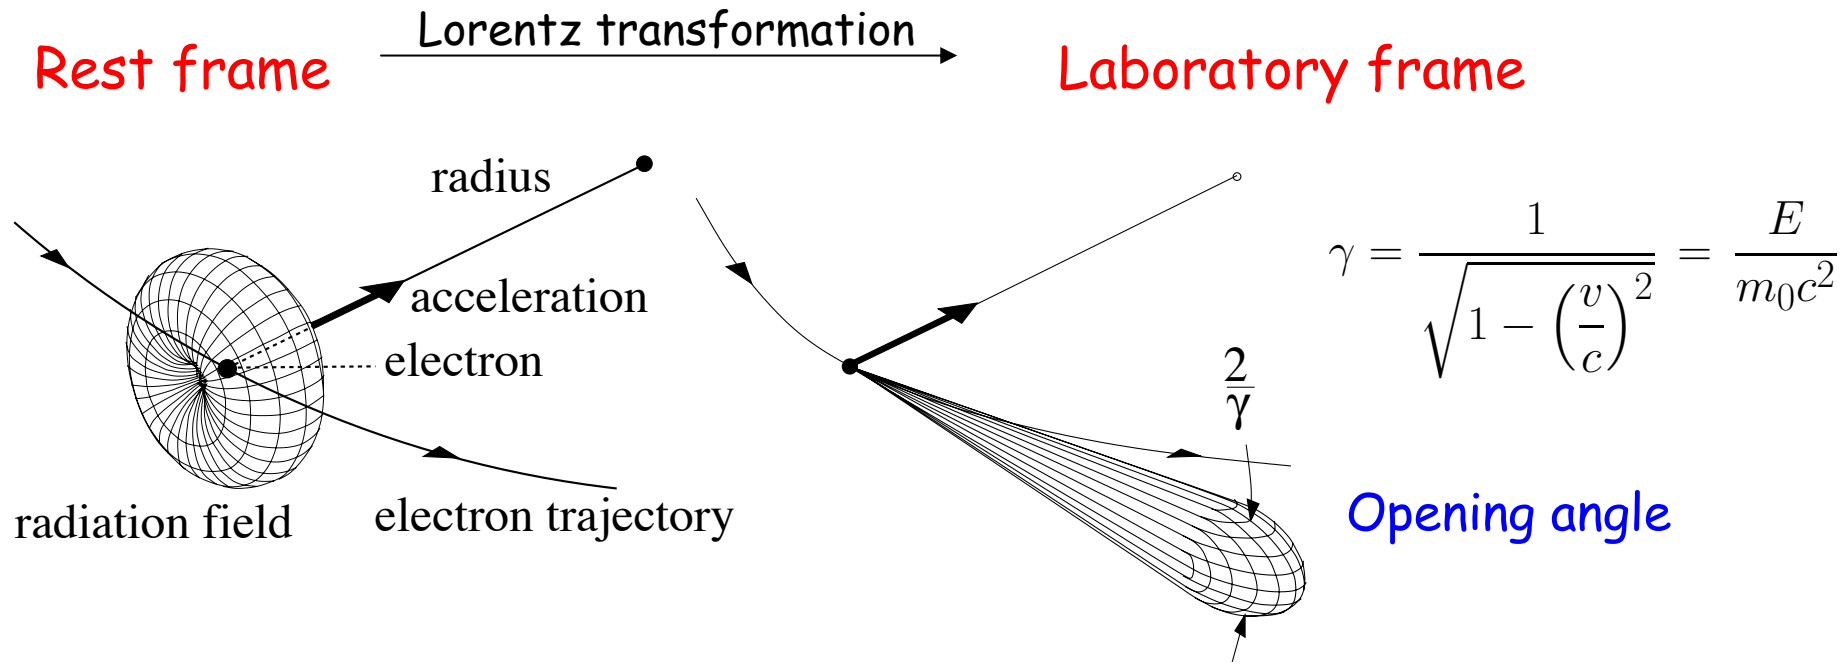 Lorentz transformation
Rest frame
Laboratory frame
radius
acceleration
electron
radiation field
electron trajectory
2/γ
γ = 1/√(1 − (v/c)²) = E/(m₀c²)
Opening angle